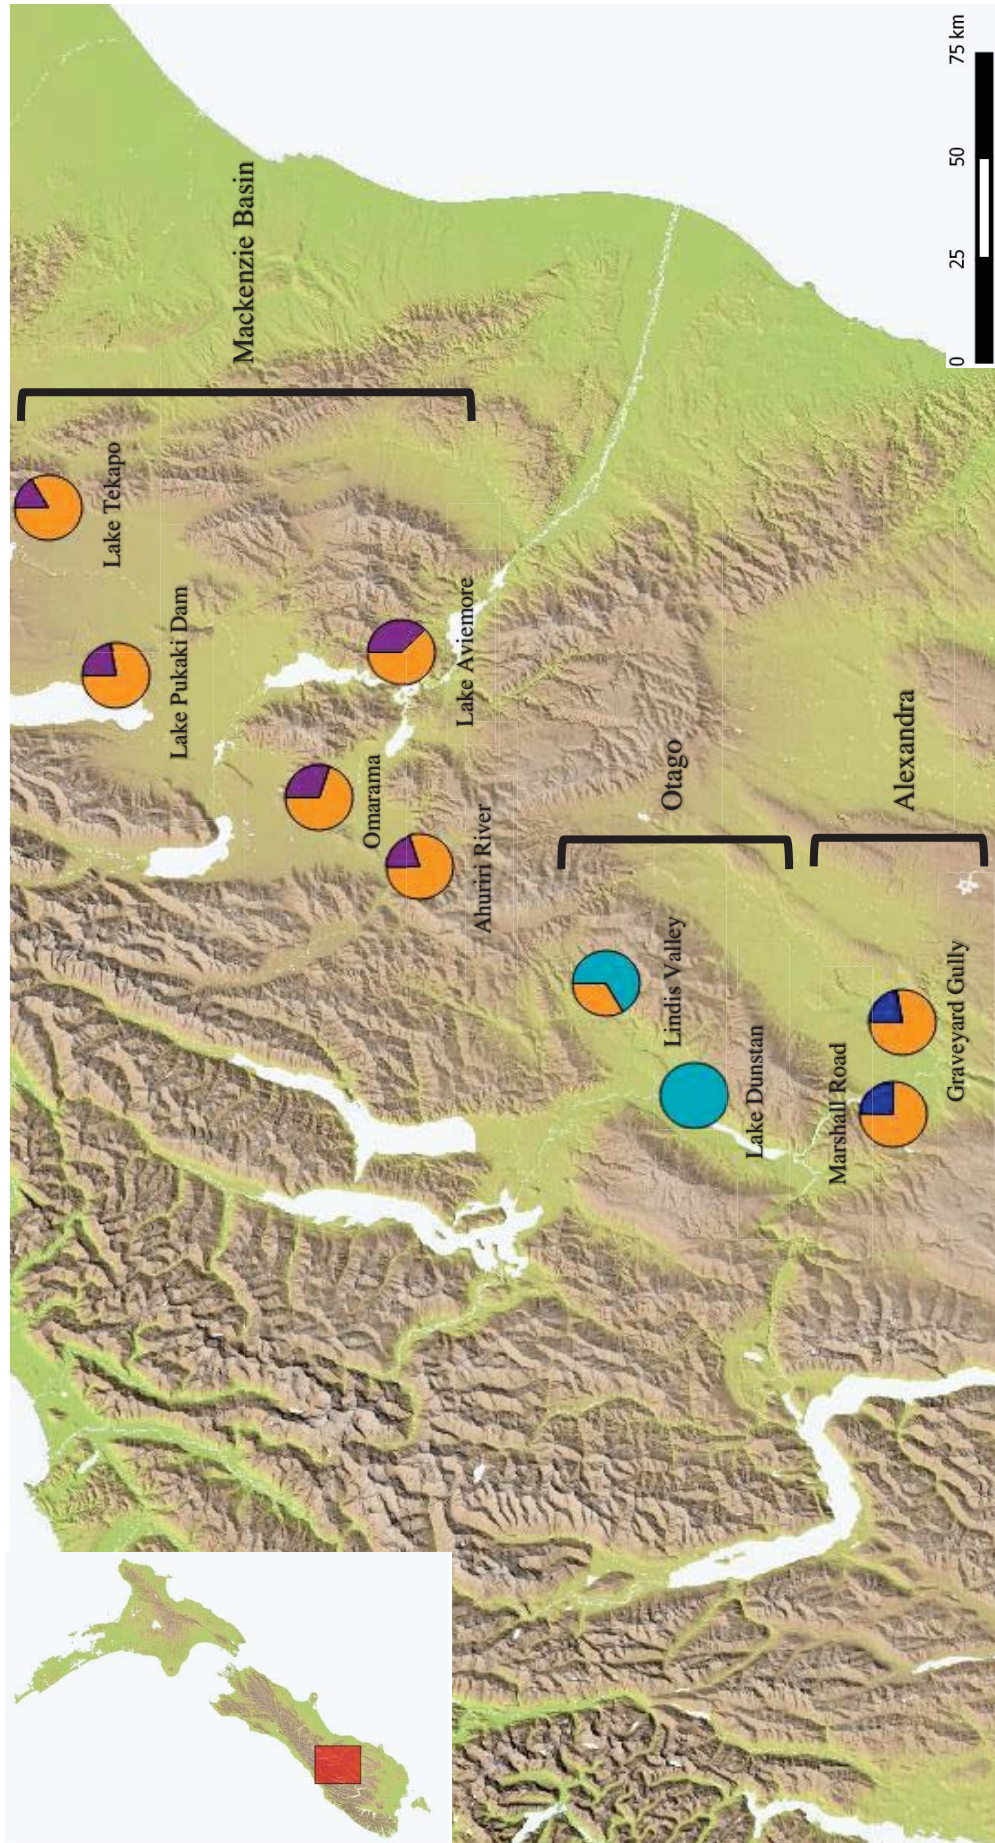 Mackenzie Basin
Lake Tekapo
Lake Pukaki Dam
Lake Aviemore
Omarama
Ahuriri River
Otago
Lindis Valley
Lake Dunstan
Alexandra
Marshall Road
Graveyard Gully
0 25 50 75 km